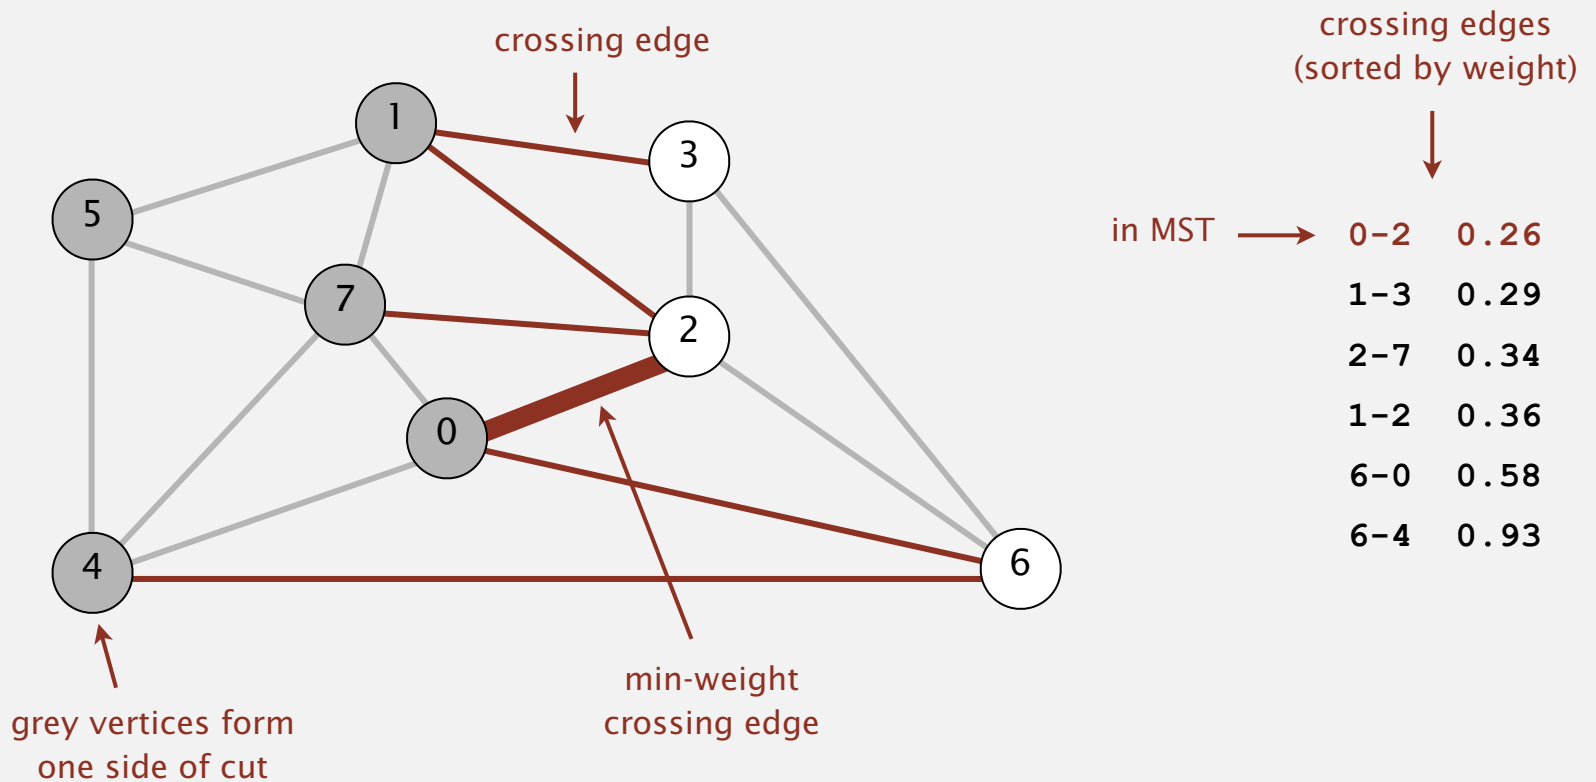 crossing edge
crossing edges
(sorted by weight)
1
3
5
in MST
0-2 0.26
1-3 0.29
7
2
2-7 0.34
1-2 0.36
0
6-0 0.58
6-4 0.93
4
6
min-weight
crossing edge
grey vertices form
one side of cut